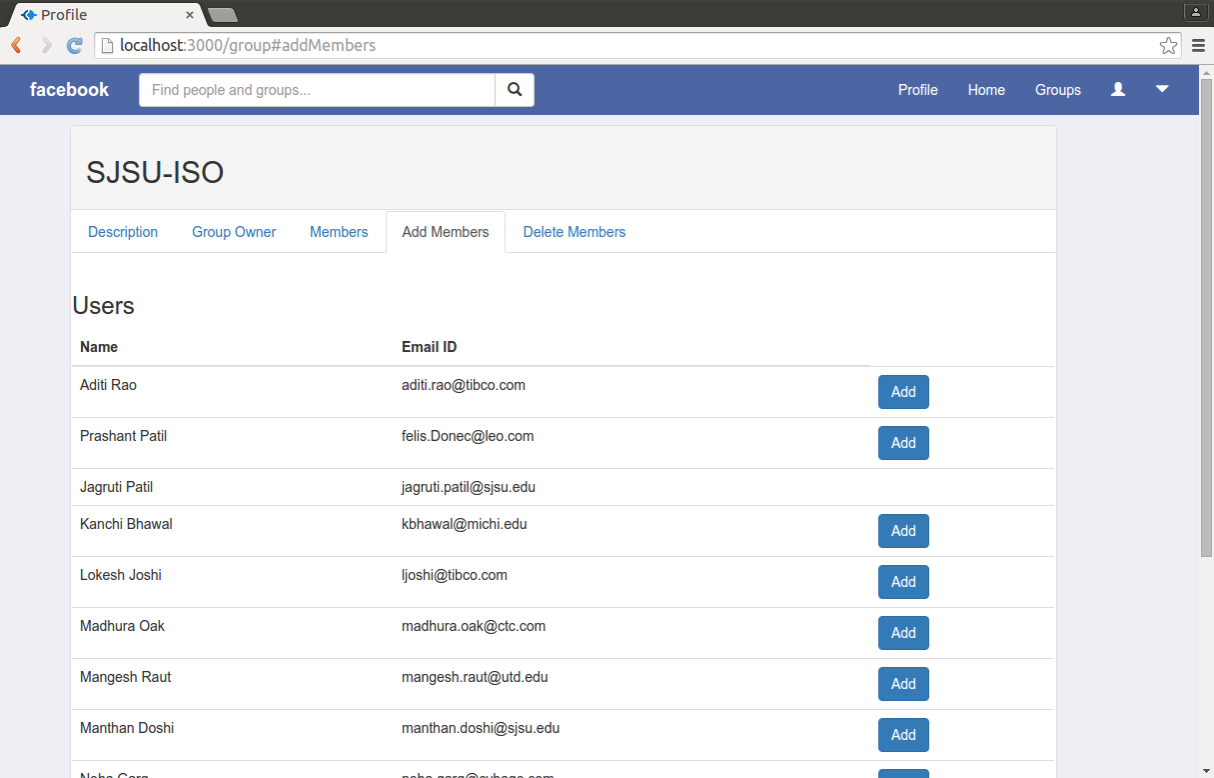 Profile
localhost:3000/group#addMembers
facebook Find people and groups... Profile Home Groups
SJSU-ISO
Description Group Owner Members Add Members Delete Members
Users
Name Email ID
Aditi Rao aditi.rao@tibco.com Add
Prashant Patil felis.Donec@leo.com Add
Jagruti Patil jagruti.patil@sjsu.edu
Kanchi Bhawal kbhawal@michi.edu Add
Lokesh Joshi ljoshi@tibco.com Add
Madhura Oak madhura.oak@ctc.com Add
Mangesh Raut mangesh.raut@utd.edu Add
Manthan Doshi manthan.doshi@sjsu.edu Add